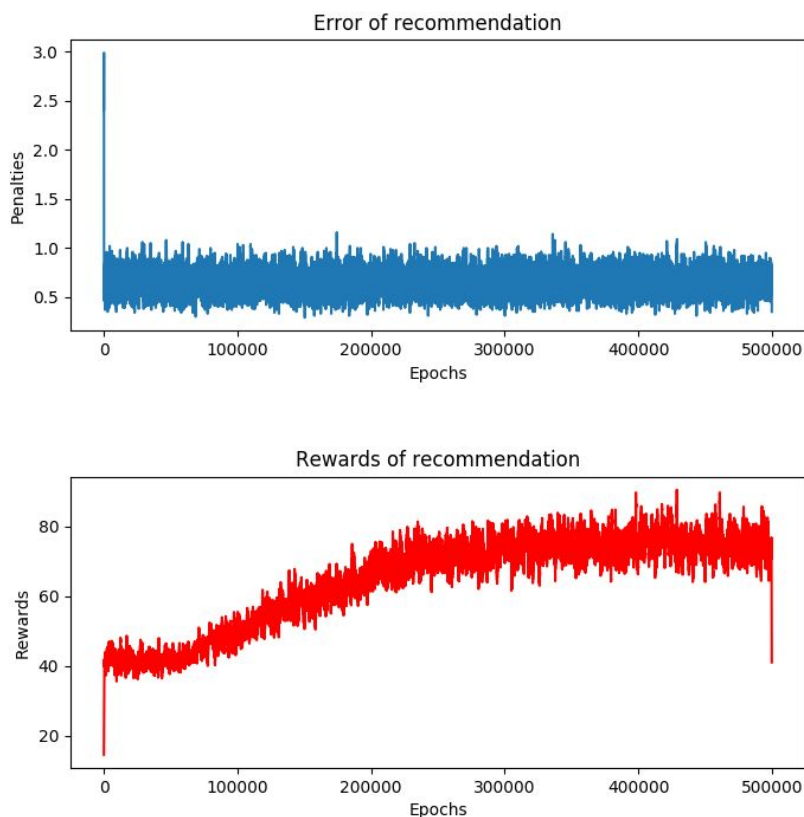 Error of recommendation
3.0
2.5
2.0
1.5
1.0
0.5
Penalties
0 100000 200000 300000 400000 500000
Epochs
Rewards of recommendation
80
60
40
20
Rewards
0 100000 200000 300000 400000 500000
Epochs